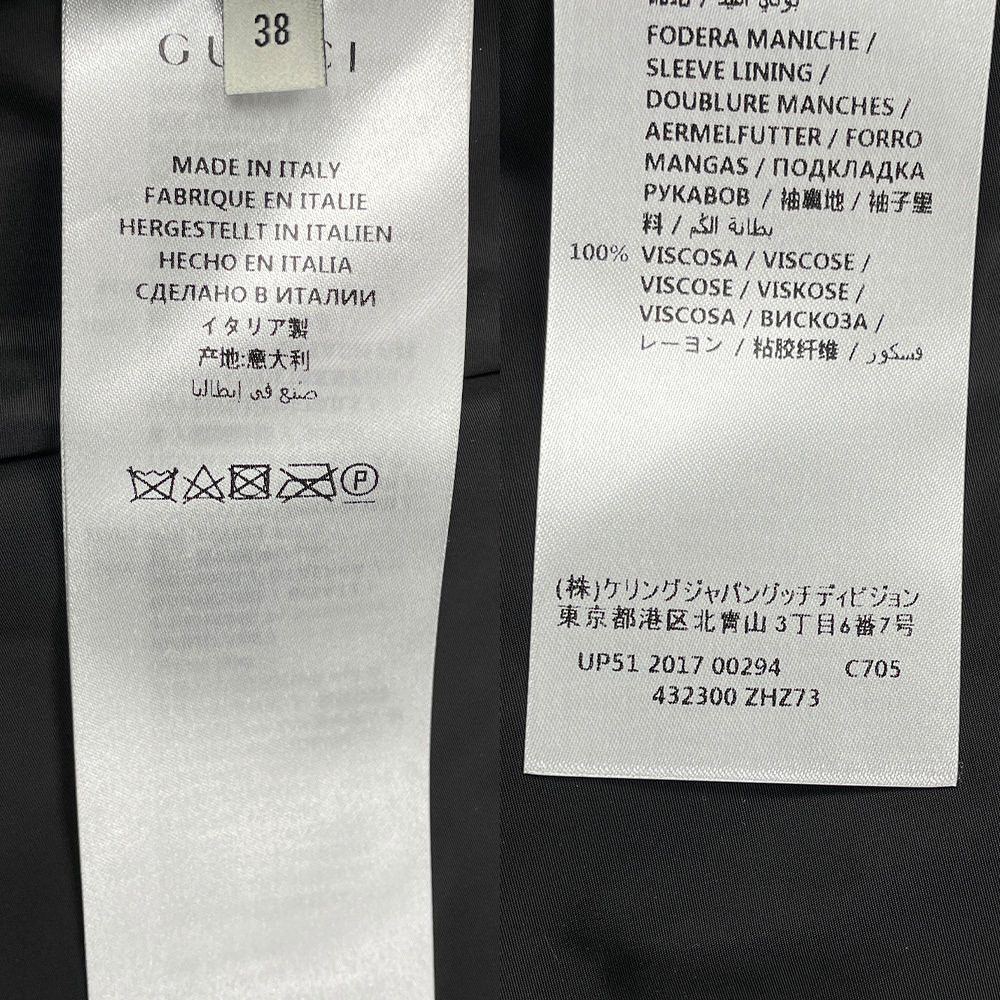 38
MADE IN ITALY
FABRIQUE EN ITALIE
HERGESTELLT IN ITALIEN
HECHO EN ITALIA
СДЕЛАНО В ИТАЛИИ
イタリア製
产地:意大利
صنع في إيطاليا
P
FODERA MANICHE /
SLEEVE LINING /
DOUBLURE MANCHES /
AERMELFUTTER / FORRO
MANGAS / ПОДКЛАДКА
РУКАВОВ / 袖裏地 / 袖子里
料 / بطانة الكم
100% VISCOSA / VISCOSE /
VISCOSE / VISKOSE /
VISCOSA / ВИСКОЗА /
レーヨン / 粘胶纤维 / فسكوز
(株)ケリングジャパングッチディビジョン
東京都港区北青山3丁目6番7号
UP51 2017 00294 C705
432300 ZHZ73